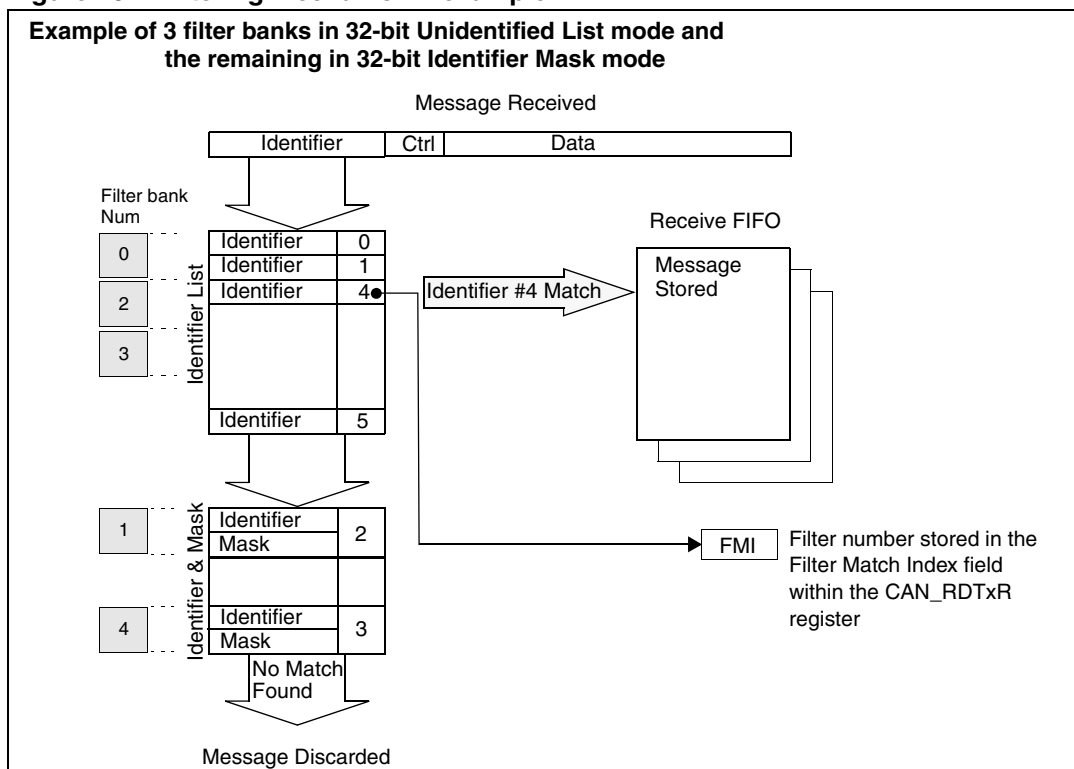 Example of 3 filter banks in 32-bit Unidentified List mode and
the remaining in 32-bit Identifier Mask mode
Message Received
Identifier Ctrl Data
Filter bank
Num
Receive FIFO
0
2
3
Identifier List
Identifier 0
Identifier 1
Identifier 4
Identifier 5
Identifier #4 Match
Message
Stored
1
4
Identifier & Mask
Identifier
Mask
2
Identifier
Mask
3
FMI
Filter number stored in the
Filter Match Index field
within the CAN_RDTxR
register
No Match
Found
Message Discarded